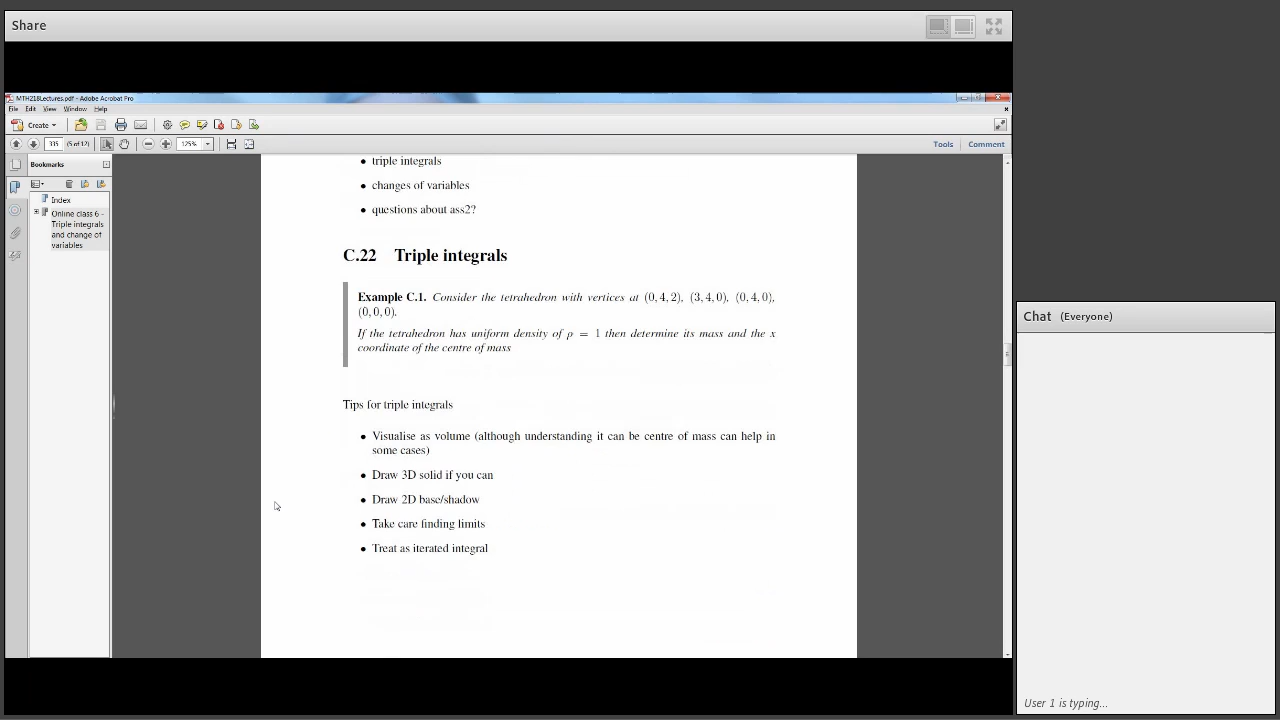 Share
MTH218Lectures.pdf - Adobe Acrobat Pro
File Edit View Window Help
Create
335 (5 of 12) 125% Tools Comment
Bookmarks
Index
Online class 6 -
Triple integrals
and change of
variables
• triple integrals
• changes of variables
• questions about ass2?
C.22 Triple integrals
Example C.1. Consider the tetrahedron with vertices at (0,4,2), (3,4,0), (0,4,0),
(0,0,0).
If the tetrahedron has uniform density of ρ = 1 then determine its mass and the x
coordinate of the centre of mass
Tips for triple integrals
• Visualise as volume (although understanding it can be centre of mass can help in
some cases)
• Draw 3D solid if you can
• Draw 2D base/shadow
• Take care finding limits
• Treat as iterated integral
Chat (Everyone)
User 1 is typing...